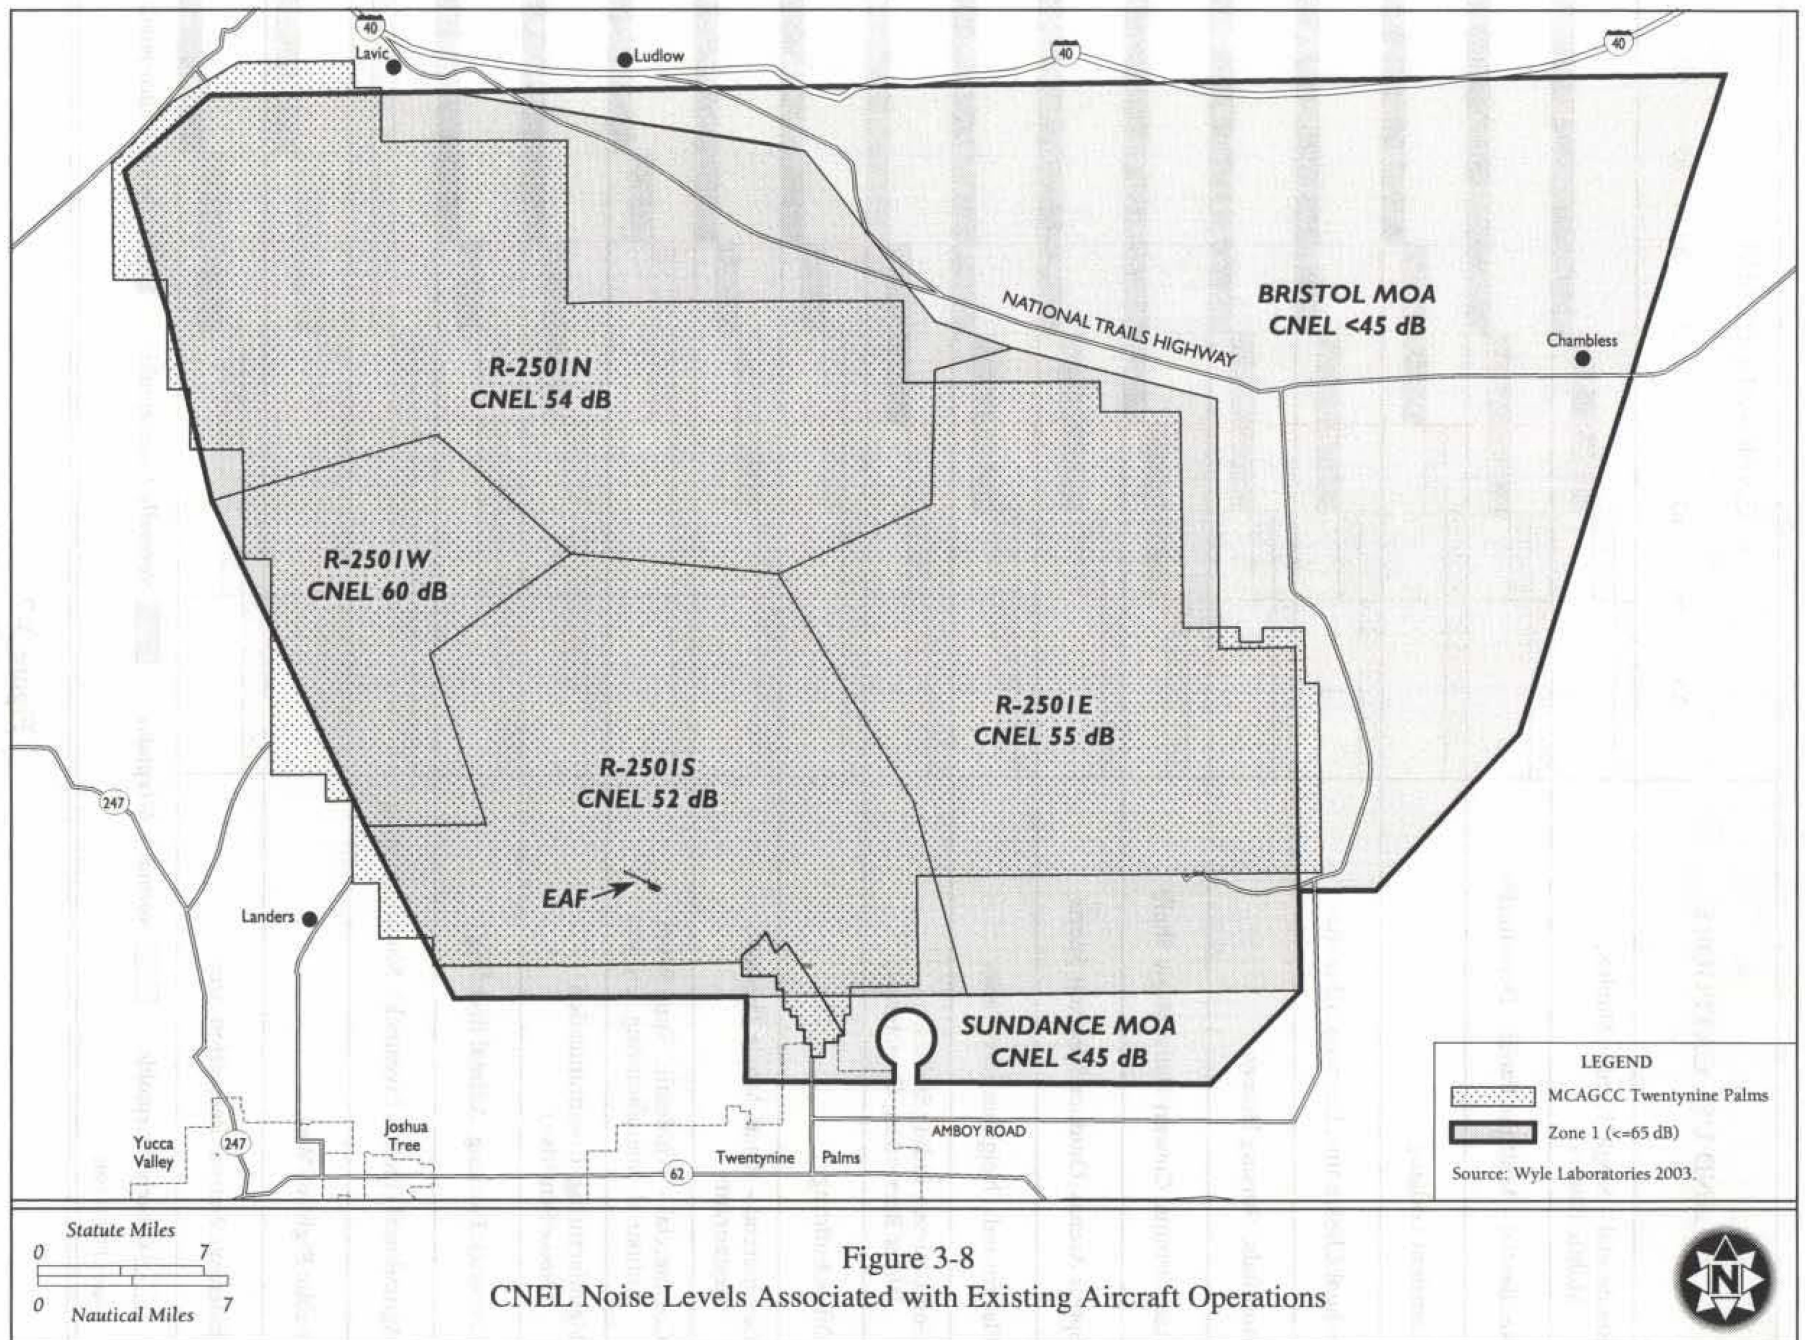 40
Lavic
Ludlow
40
40
BRISTOL MOA
CNEL <45 dB
NATIONAL TRAILS HIGHWAY
Chambless
R-2501N
CNEL 54 dB
R-2501W
CNEL 60 dB
R-2501E
CNEL 55 dB
R-2501S
CNEL 52 dB
247
EAF
Landers
SUNDANCE MOA
CNEL <45 dB
LEGEND
MCAGCC Twentynine Palms
Zone 1 (<=65 dB)
Source: Wyle Laboratories 2003.
AMBOY ROAD
Yucca
Valley
247
Joshua
Tree
Twentynine Palms
62
Statute Miles
0 7
0 7
Nautical Miles
Figure 3-8
CNEL Noise Levels Associated with Existing Aircraft Operations
N